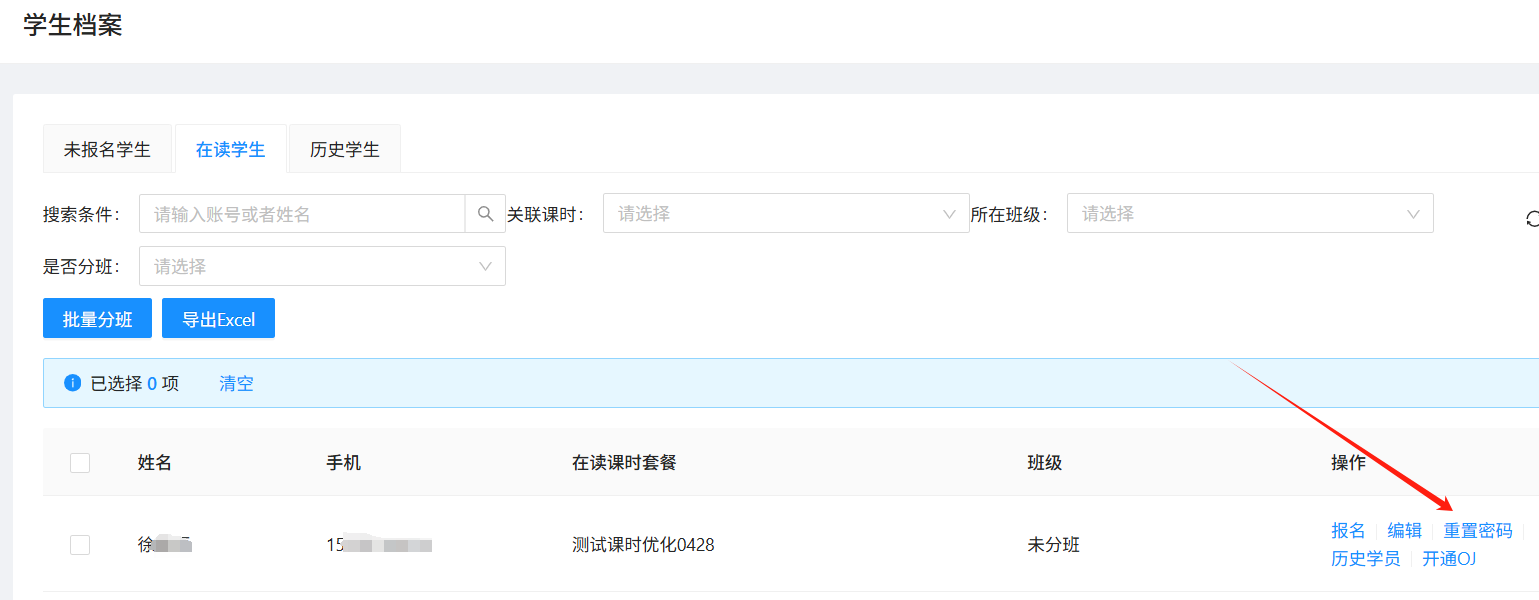 学生档案
未报名学生 在读学生 历史学生
搜索条件： 请输入账号或者姓名 关联课时： 请选择 所在班级： 请选择
是否分班： 请选择
批量分班 导出Excel
已选择 0 项 清空
姓名 手机 在读课时套餐 班级 操作
徐 15 测试课时优化0428 未分班 报名 编辑 重置密码
历史学员 开通OJ